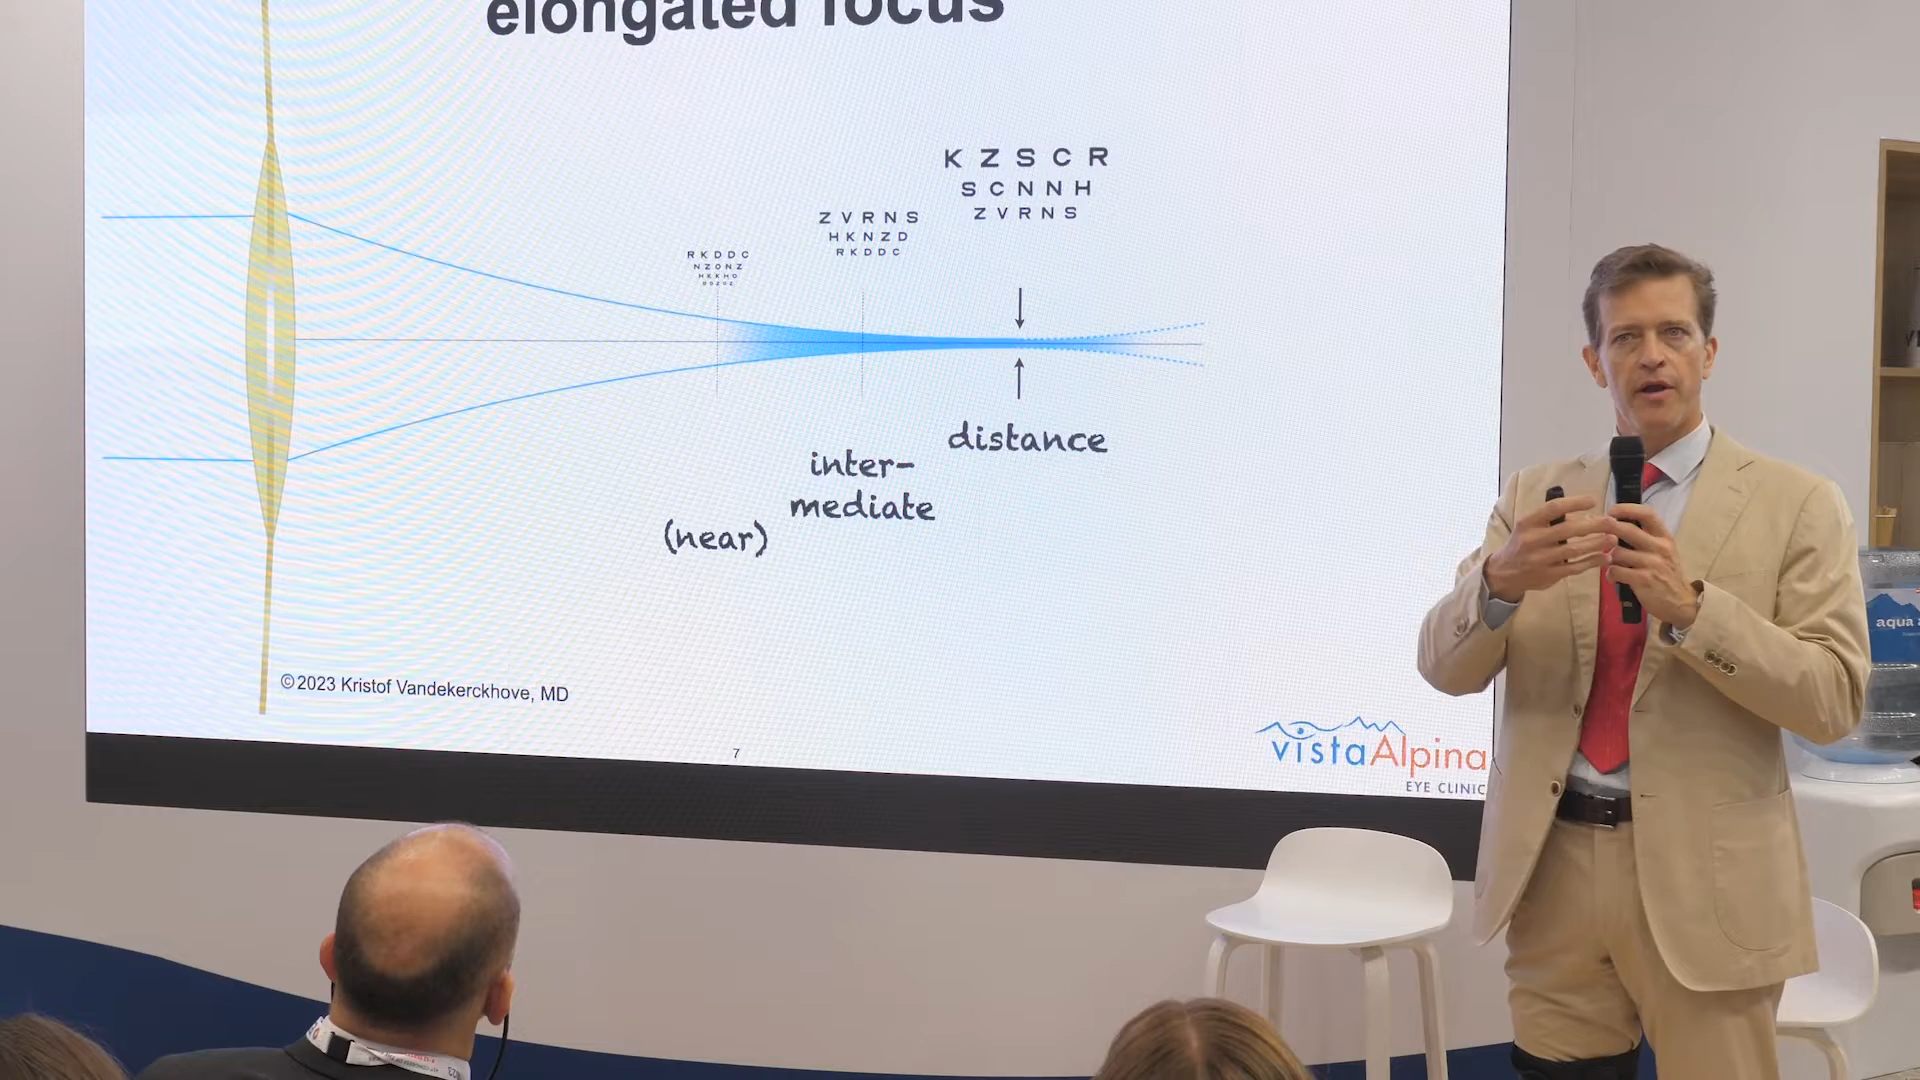 elongated focus
K Z S C R
S C N N H
Z V R N S
Z V R N S
H K N Z D
R K D D C
R K D D C
N Z O N Z
H K K H O
distance
inter-
mediate
(near)
©2023 Kristof Vandekerckhove, MD
7
vistaAlpina
EYE CLINIC
aqua